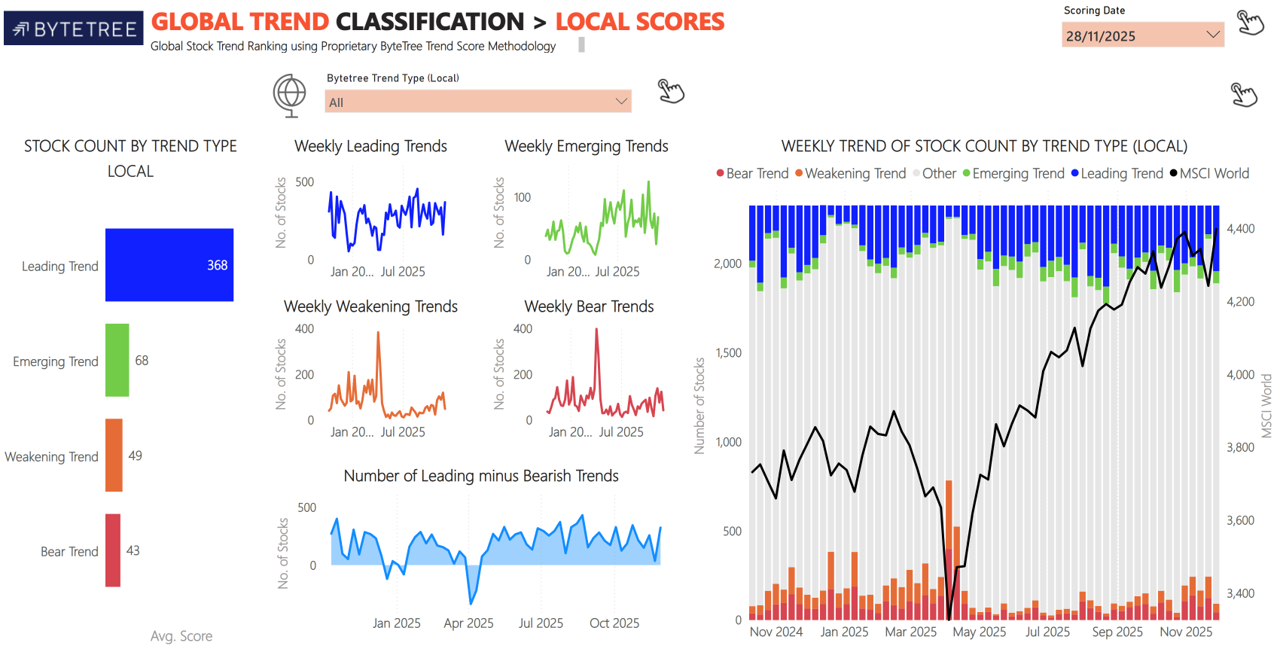 BYTETREE
GLOBAL TREND CLASSIFICATION > LOCAL SCORES
Global Stock Trend Ranking using Proprietary ByteTree Trend Score Methodology
Scoring Date
28/11/2025
Bytetree Trend Type (Local)
All
STOCK COUNT BY TREND TYPE
LOCAL
Leading Trend 368
Emerging Trend 68
Weakening Trend 49
Bear Trend 43
Avg. Score
Weekly Leading Trends
No. of Stocks
500
0
Jan 20... Jul 2025
Weekly Emerging Trends
No. of Stocks
100
0
Jan 20... Jul 2025
Weekly Weakening Trends
No. of Stocks
400
200
0
Jan 20... Jul 2025
Weekly Bear Trends
No. of Stocks
400
200
0
Jan 20... Jul 2025
Number of Leading minus Bearish Trends
No. of Stocks
500
0
Jan 2025 Apr 2025 Jul 2025 Oct 2025
WEEKLY TREND OF STOCK COUNT BY TREND TYPE (LOCAL)
Bear Trend Weakening Trend Other Emerging Trend Leading Trend MSCI World
Number of Stocks
2,000
1,500
1,000
500
0
4,400
4,200
4,000
3,800
3,600
3,400
MSCI World
Nov 2024 Jan 2025 Mar 2025 May 2025 Jul 2025 Sep 2025 Nov 2025